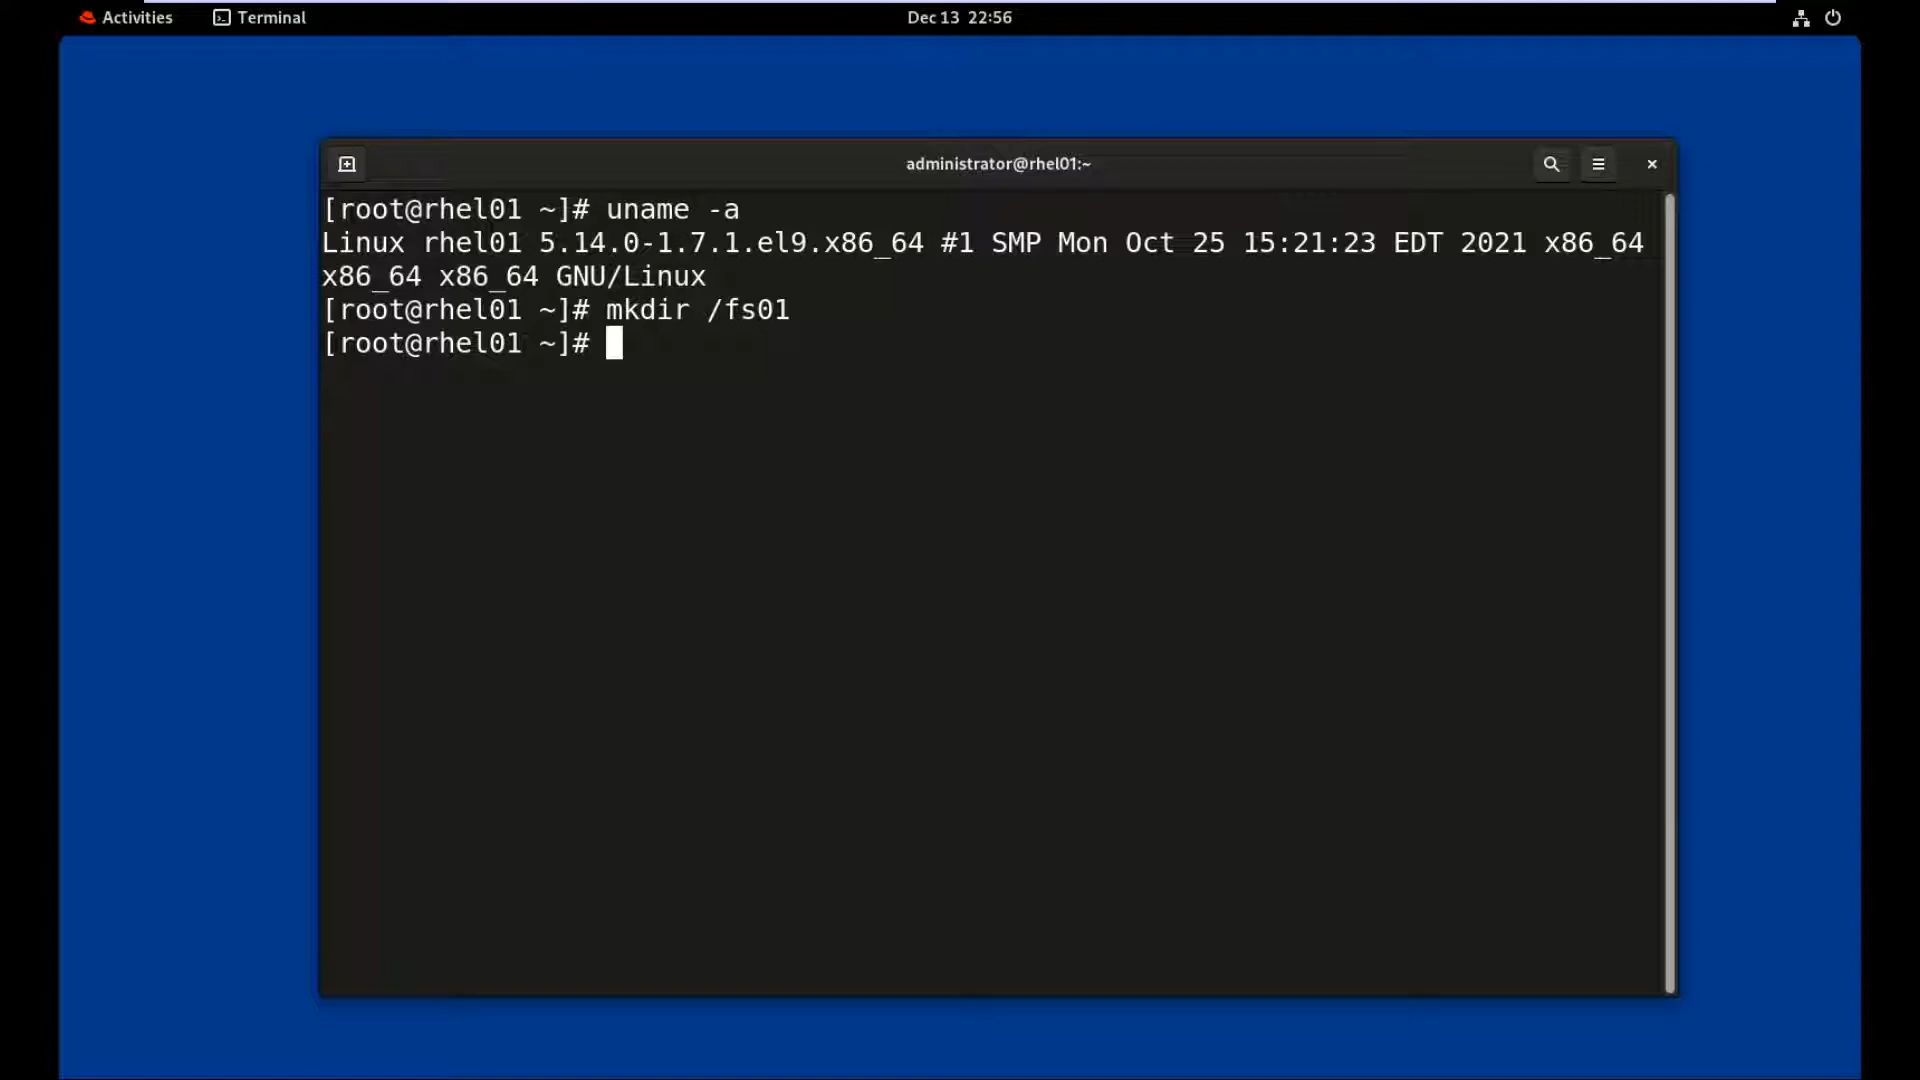 Activities Terminal Dec 13 22:56
administrator@rhel01:~
[root@rhel01 ~]# uname -a
Linux rhel01 5.14.0-1.7.1.el9.x86_64 #1 SMP Mon Oct 25 15:21:23 EDT 2021 x86_64
x86_64 x86_64 GNU/Linux
[root@rhel01 ~]# mkdir /fs01
[root@rhel01 ~]#